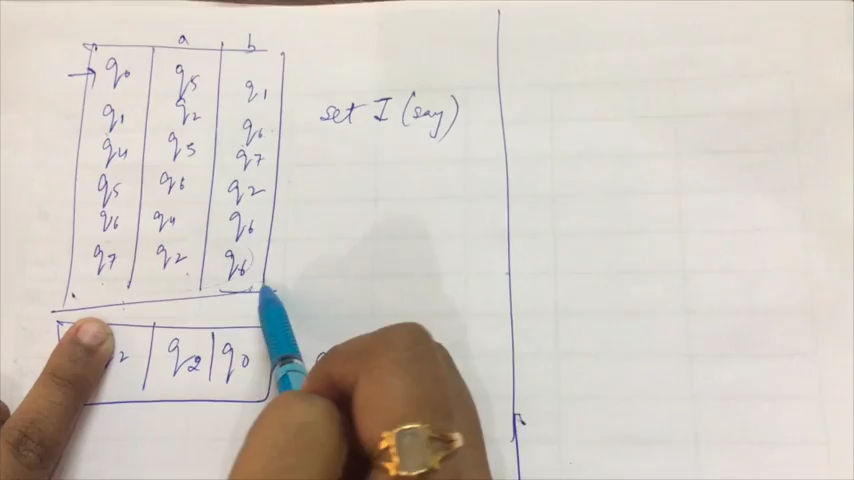 a b
→ q0 q5 q1
q1 q2 q6
q4 q5 q7
q5 q6 q2
q6 q4 q6
q7 q2 q6
set I (say)
2 q2 q0